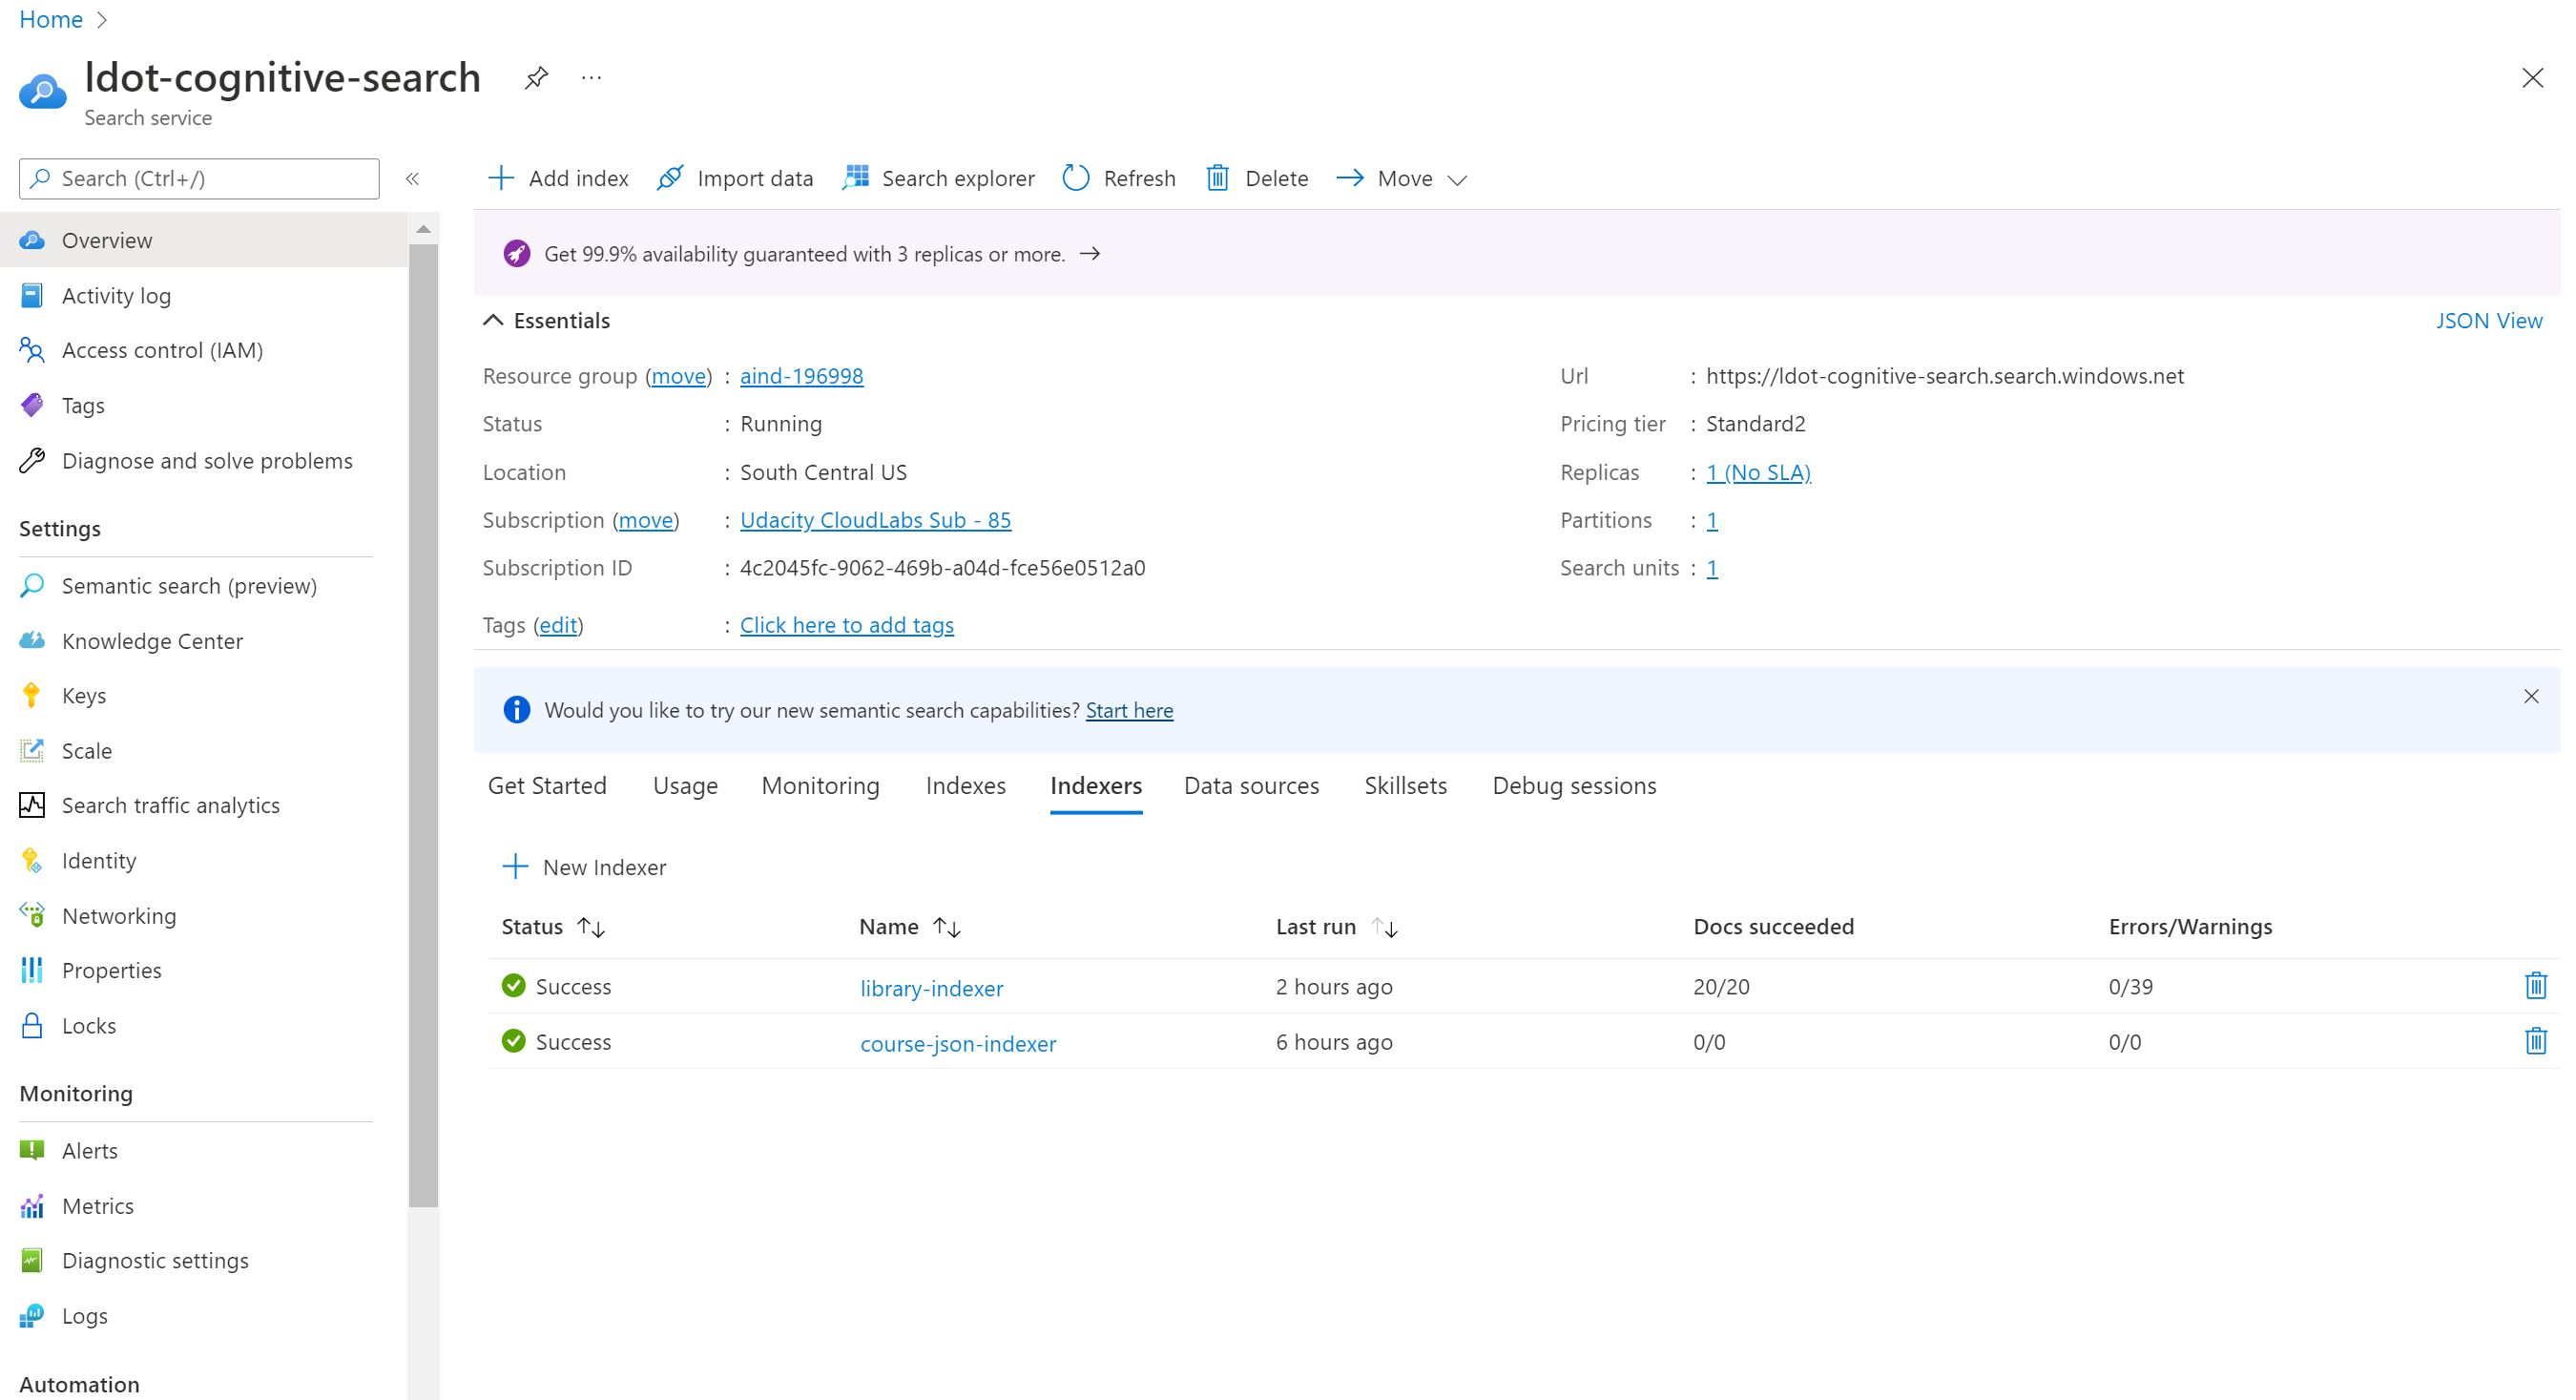 Home
ldot-cognitive-search
Search service
Search (Ctrl+/)
Overview
Activity log
Access control (IAM)
Tags
Diagnose and solve problems
Settings
Semantic search (preview)
Knowledge Center
Keys
Scale
Search traffic analytics
Identity
Networking
Properties
Locks
Monitoring
Alerts
Metrics
Diagnostic settings
Logs
Automation
Add index Import data Search explorer Refresh Delete Move
Get 99.9% availability guaranteed with 3 replicas or more.
Essentials JSON View
Resource group (move) : aind-196998
Status : Running
Location : South Central US
Subscription (move) : Udacity CloudLabs Sub - 85
Subscription ID : 4c2045fc-9062-469b-a04d-fce56e0512a0
Tags (edit) : Click here to add tags
Url : https://ldot-cognitive-search.search.windows.net
Pricing tier : Standard2
Replicas : 1 (No SLA)
Partitions : 1
Search units : 1
Would you like to try our new semantic search capabilities? Start here
Get Started Usage Monitoring Indexes Indexers Data sources Skillsets Debug sessions
New Indexer
Status Name Last run Docs succeeded Errors/Warnings
Success library-indexer 2 hours ago 20/20 0/39
Success course-json-indexer 6 hours ago 0/0 0/0